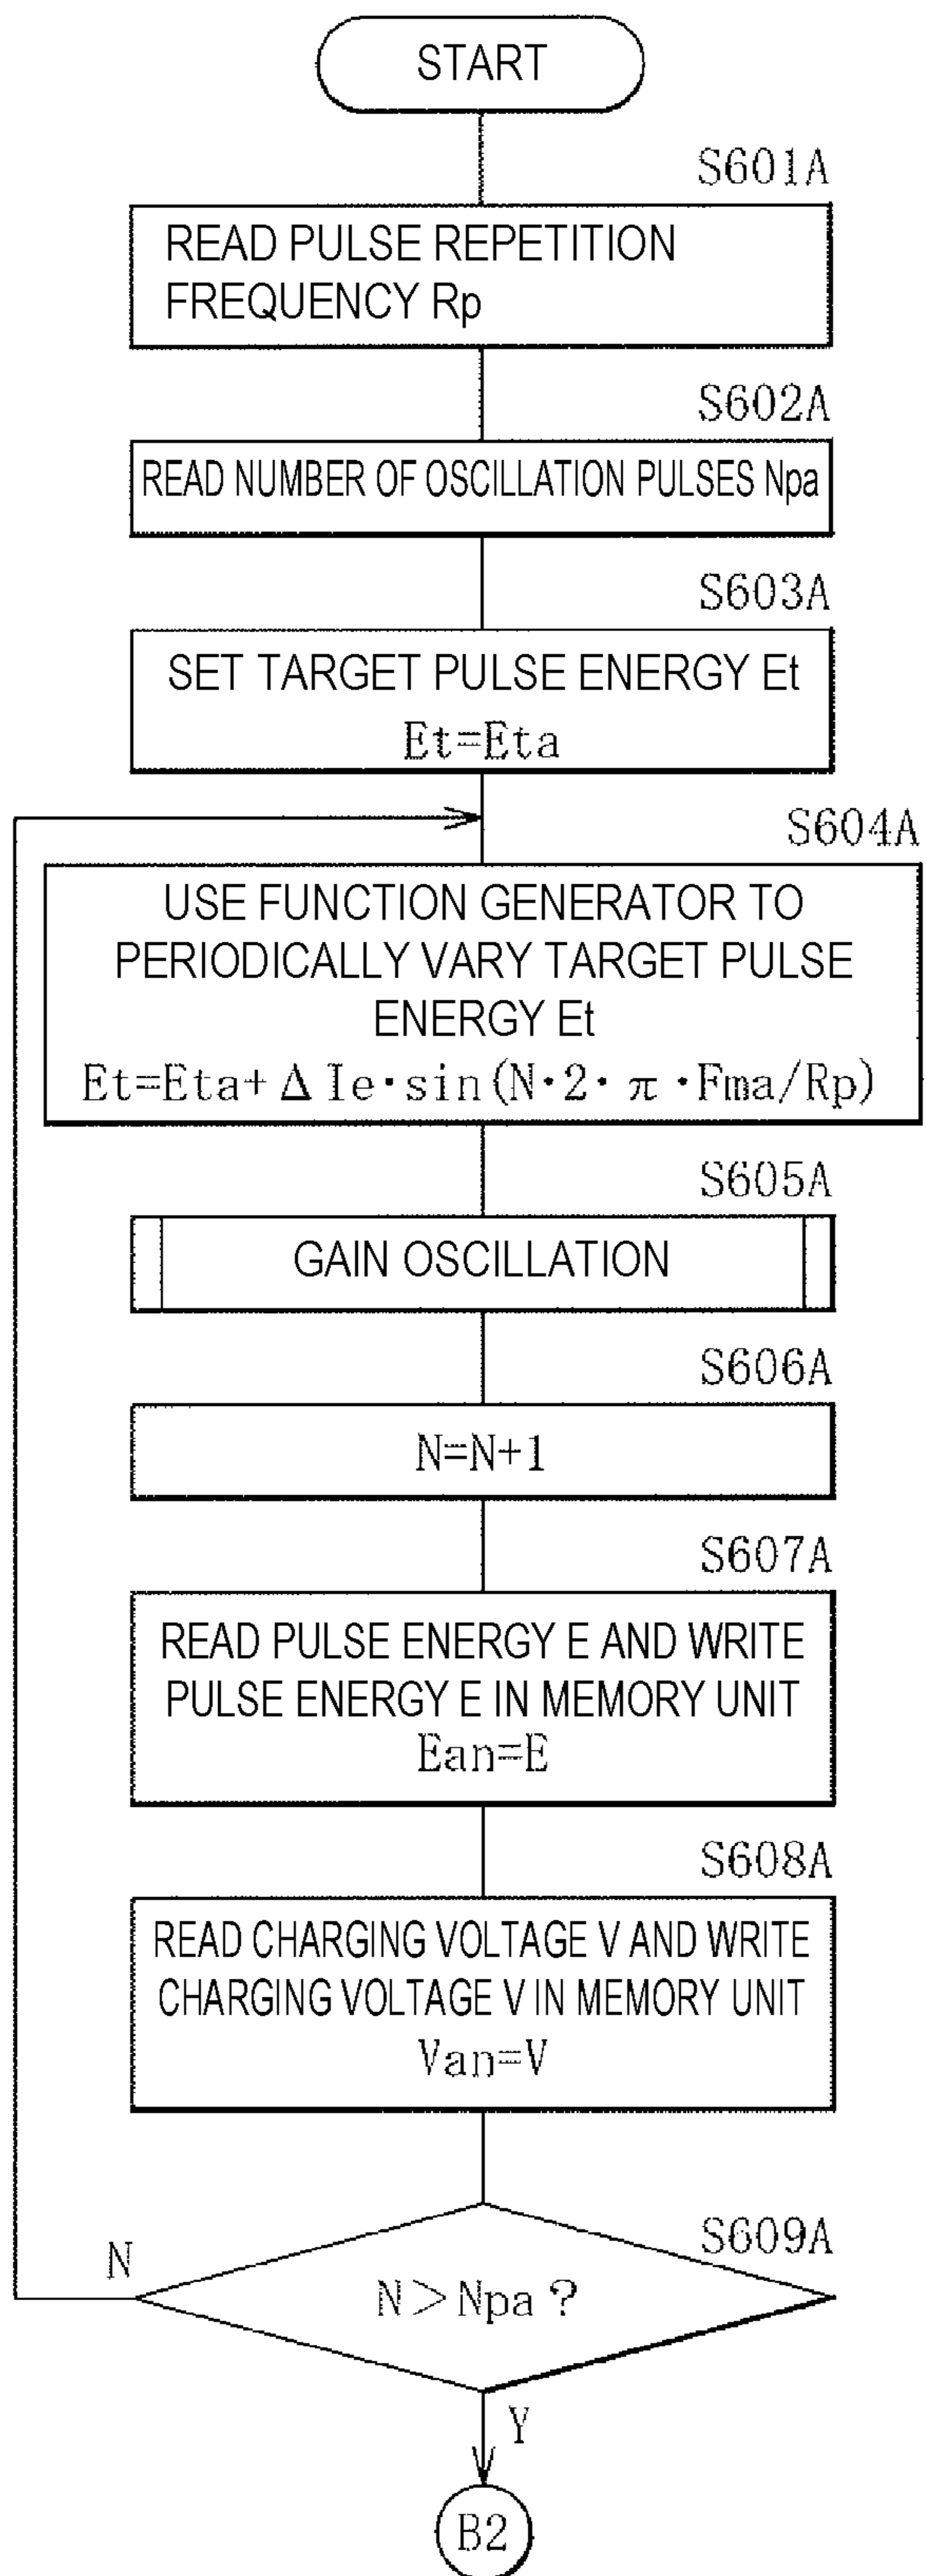 START
S601A
READ PULSE REPETITION
FREQUENCY Rp
S602A
READ NUMBER OF OSCILLATION PULSES Npa
S603A
SET TARGET PULSE ENERGY Et
Et=Eta
S604A
USE FUNCTION GENERATOR TO
PERIODICALLY VARY TARGET PULSE
ENERGY Et
Et=Eta+ΔIe·sin(N·2·π·Fma/Rp)
S605A
GAIN OSCILLATION
S606A
N=N+1
S607A
READ PULSE ENERGY E AND WRITE
PULSE ENERGY E IN MEMORY UNIT
Ean=E
S608A
READ CHARGING VOLTAGE V AND WRITE
CHARGING VOLTAGE V IN MEMORY UNIT
Van=V
S609A
N
N>Npa?
Y
B2